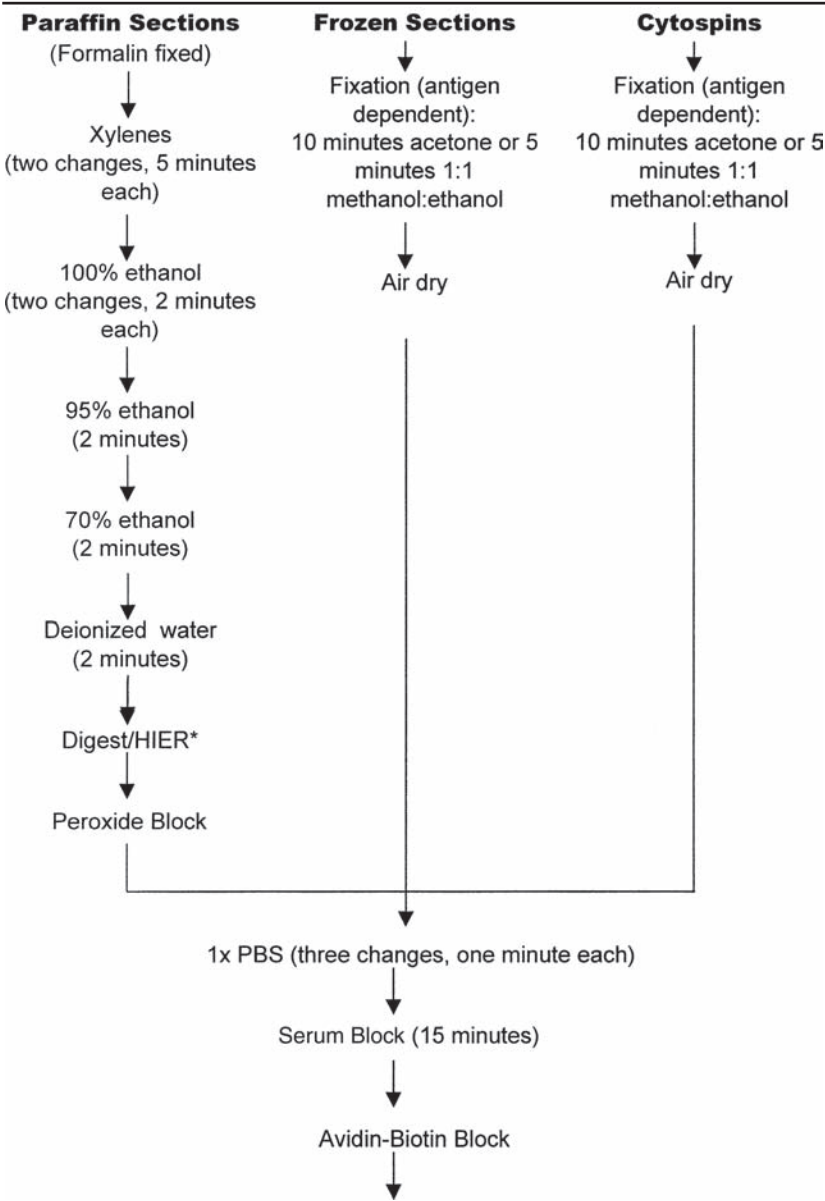 Paraffin Sections
(Formalin fixed)
Xylenes
(two changes, 5 minutes
each)
100% ethanol
(two changes, 2 minutes
each)
95% ethanol
(2 minutes)
70% ethanol
(2 minutes)
Deionized water
(2 minutes)
Digest/HIER*
Peroxide Block
Frozen Sections
Fixation (antigen
dependent):
10 minutes acetone or 5
minutes 1:1
methanol:ethanol
Air dry
Cytospins
Fixation (antigen
dependent):
10 minutes acetone or 5
minutes 1:1
methanol:ethanol
Air dry
1x PBS (three changes, one minute each)
Serum Block (15 minutes)
Avidin-Biotin Block